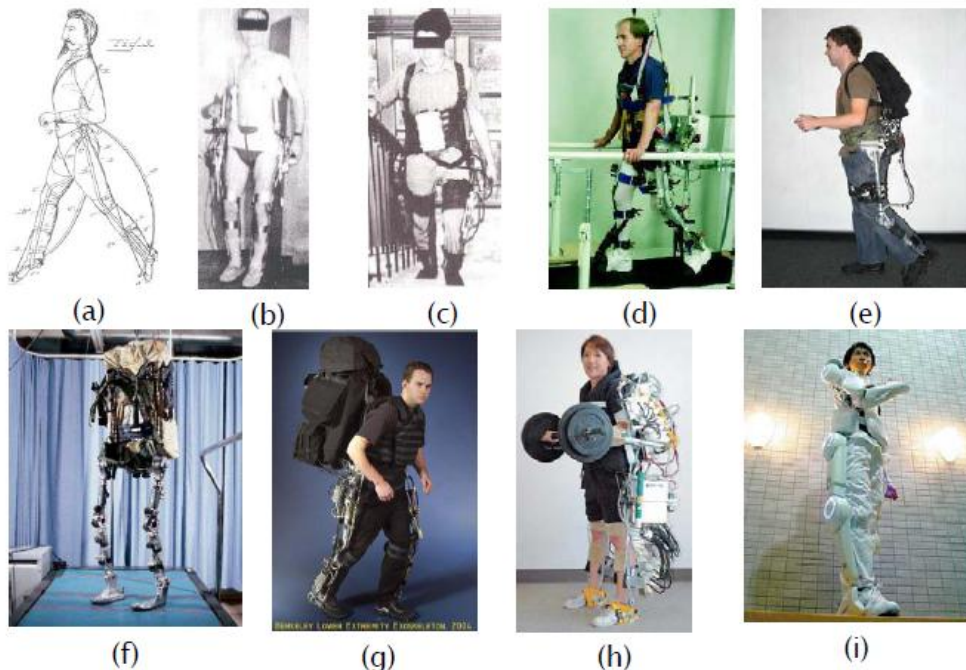 (a)
(b)
(c)
(d)
(e)
BERKELEY LOWER EXTREMITY EXOSKELETON, 2004
(f)
(g)
(h)
(i)